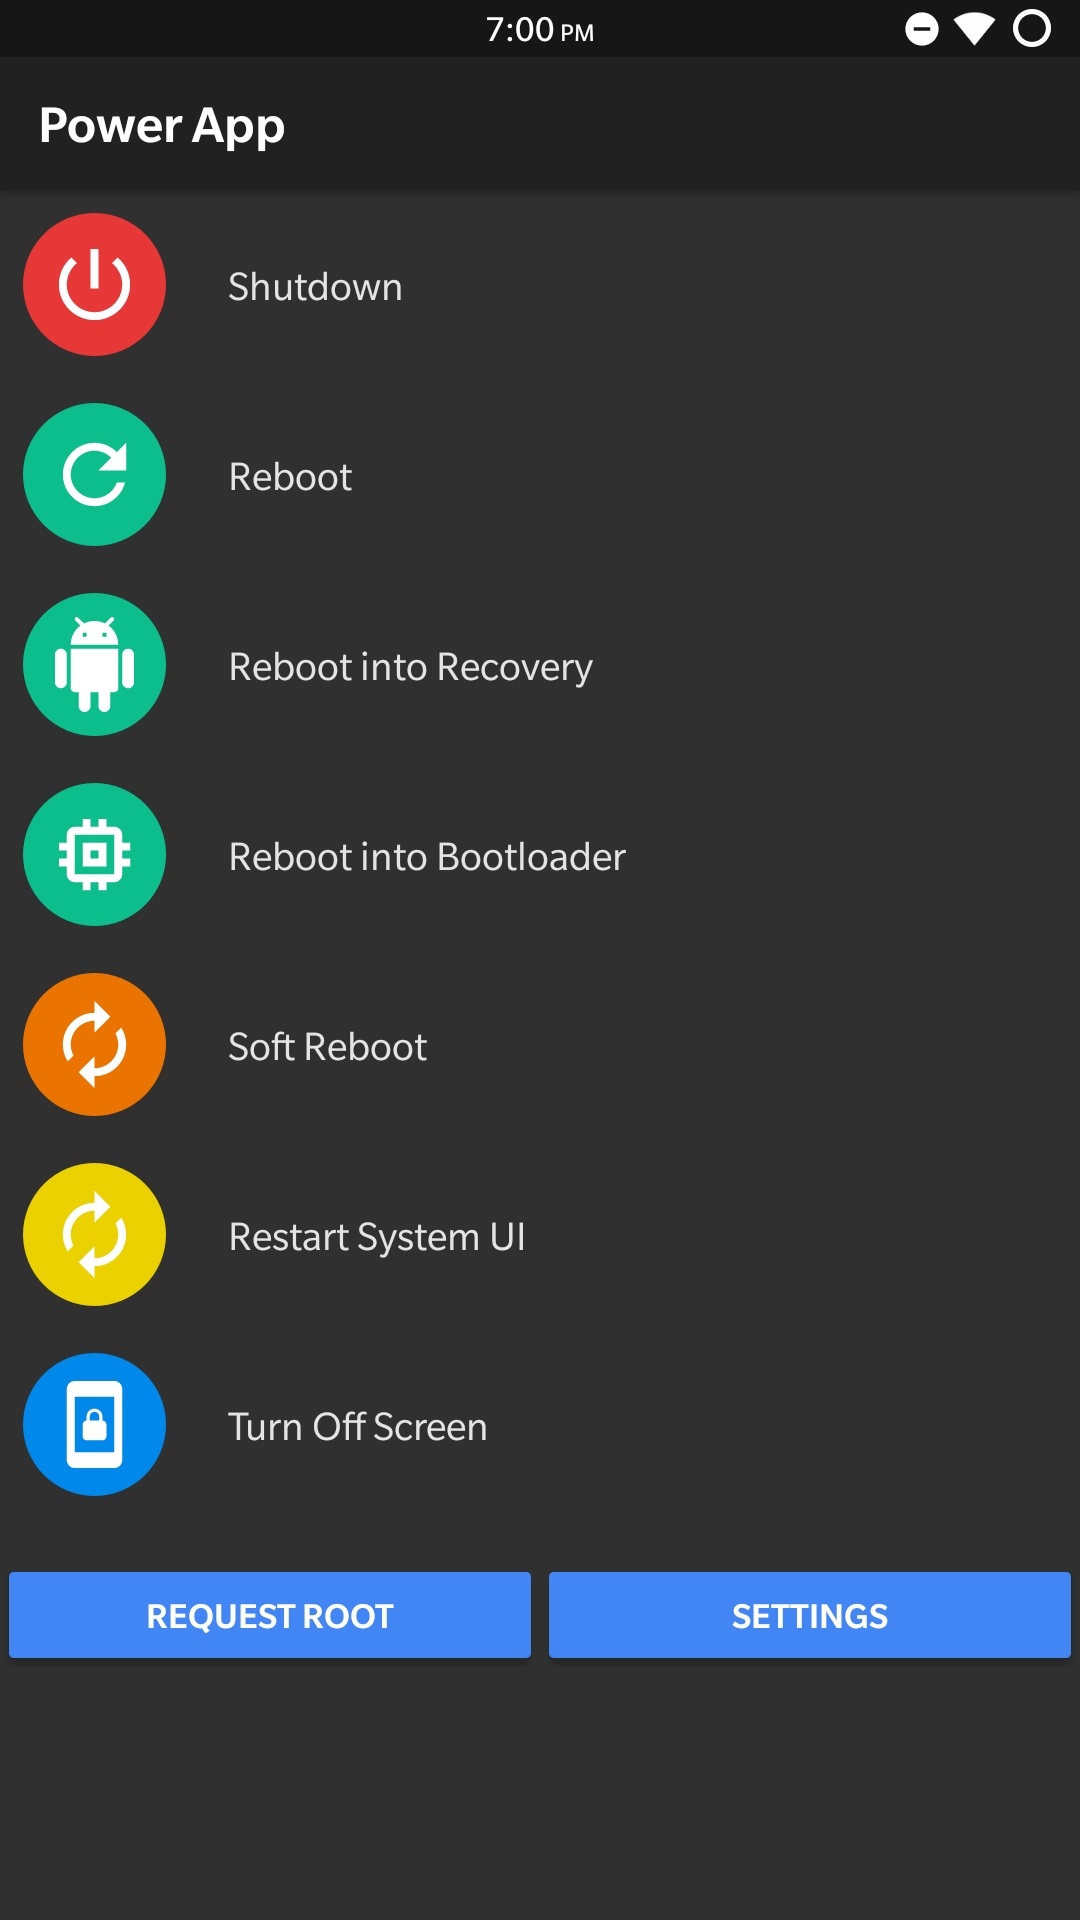 7:00 PM
Power App
Shutdown
Reboot
Reboot into Recovery
Reboot into Bootloader
Soft Reboot
Restart System UI
Turn Off Screen
REQUEST ROOT
SETTINGS